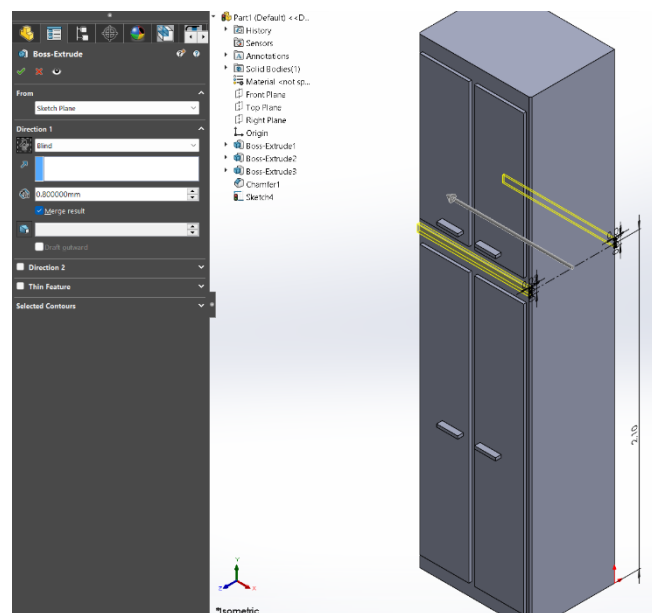 Boss-Extrude
From
Sketch Plane
Direction 1
Blind
0.800000mm
Merge result
Draft outward
Direction 2
Thin Feature
Selected Contours
Part1 (Default) <<D...
History
Sensors
Annotations
Solid Bodies(1)
Material <not sp...
Front Plane
Top Plane
Right Plane
Origin
Boss-Extrude1
Boss-Extrude2
Boss-Extrude3
Chamfer1
Sketch4
2.10
Y
Z
X
*Isometric